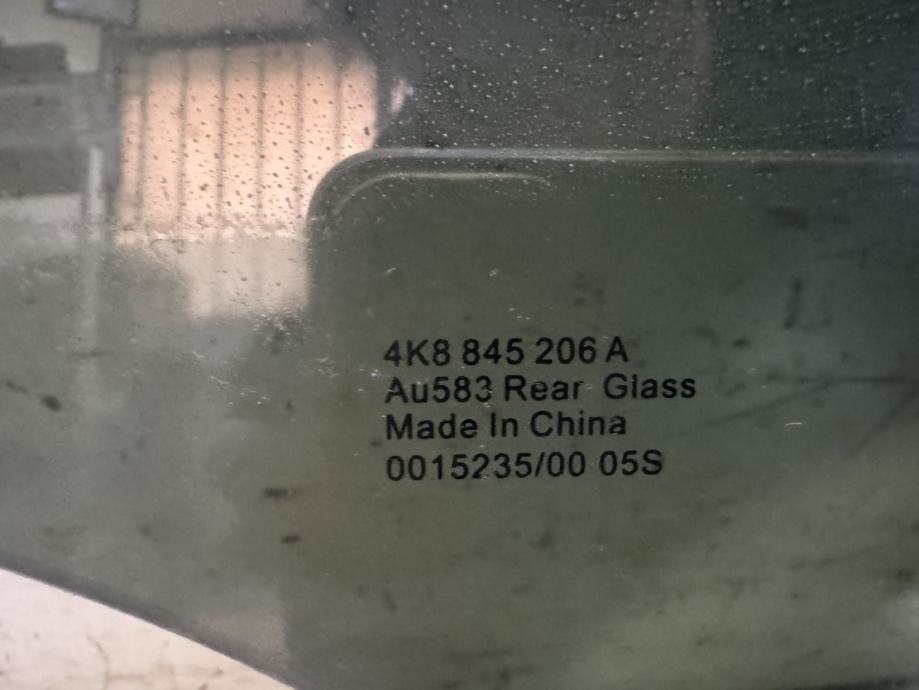 4K8 845 206 A
Au583 Rear Glass
Made In China
0015235/00 05S